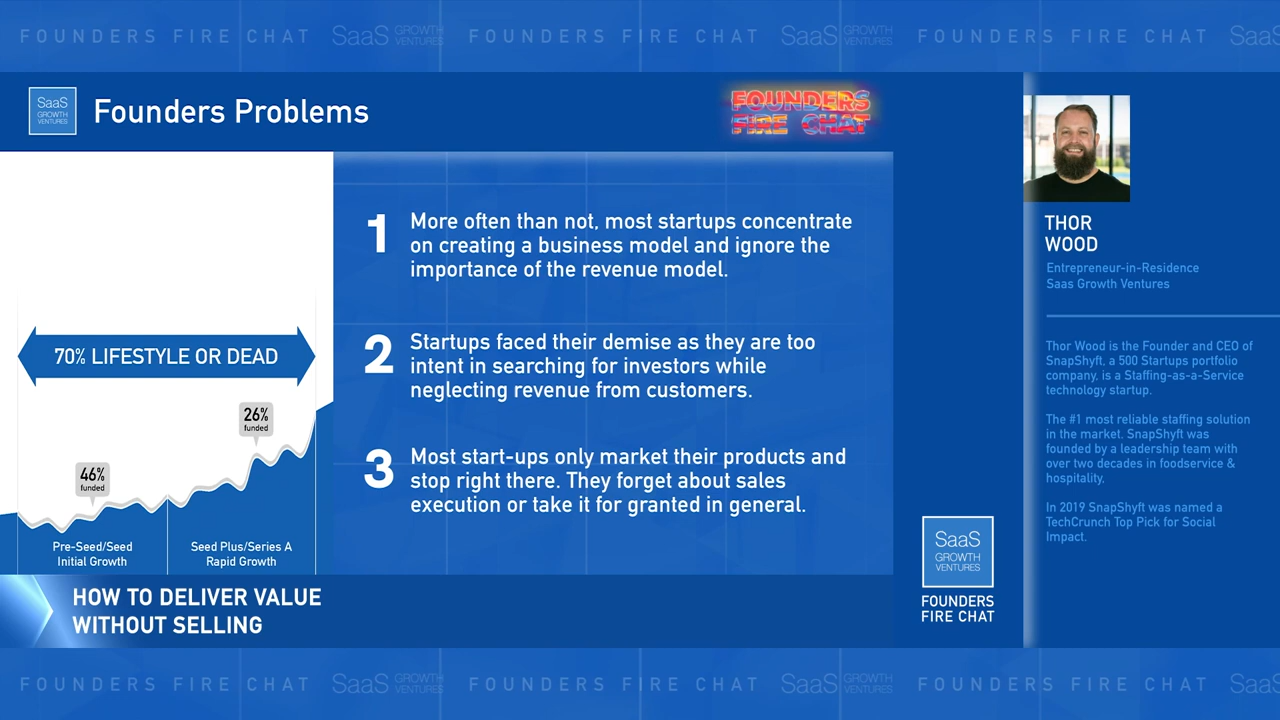 FOUNDERS FIRE CHAT SaaS GROWTH VENTURES FOUNDERS FIRE CHAT SaaS GROWTH VENTURES FOUNDERS FIRE CHAT SaaS
SaaS
GROWTH
VENTURES
Founders Problems
FOUNDERS
FIRE CHAT
70% LIFESTYLE OR DEAD
26%
funded
46%
funded
Pre-Seed/Seed
Initial Growth
Seed Plus/Series A
Rapid Growth
1
More often than not, most startups concentrate
on creating a business model and ignore the
importance of the revenue model.
2
Startups faced their demise as they are too
intent in searching for investors while
neglecting revenue from customers.
3
Most start-ups only market their products and
stop right there. They forget about sales
execution or take it for granted in general.
HOW TO DELIVER VALUE
WITHOUT SELLING
THOR
WOOD
Entrepreneur-in-Residence
Saas Growth Ventures
Thor Wood is the Founder and CEO of
SnapShyft, a 500 Startups portfolio
company, is a Staffing-as-a-Service
technology startup.
The #1 most reliable staffing solution
in the market. SnapShyft was
founded by a leadership team with
over two decades in foodservice &
hospitality.
In 2019 SnapShyft was named a
TechCrunch Top Pick for Social
Impact.
SaaS
GROWTH
VENTURES
FOUNDERS
FIRE CHAT
FOUNDERS FIRE CHAT SaaS GROWTH VENTURES FOUNDERS FIRE CHAT SaaS GROWTH VENTURES FOUNDERS FIRE CHAT SaaS